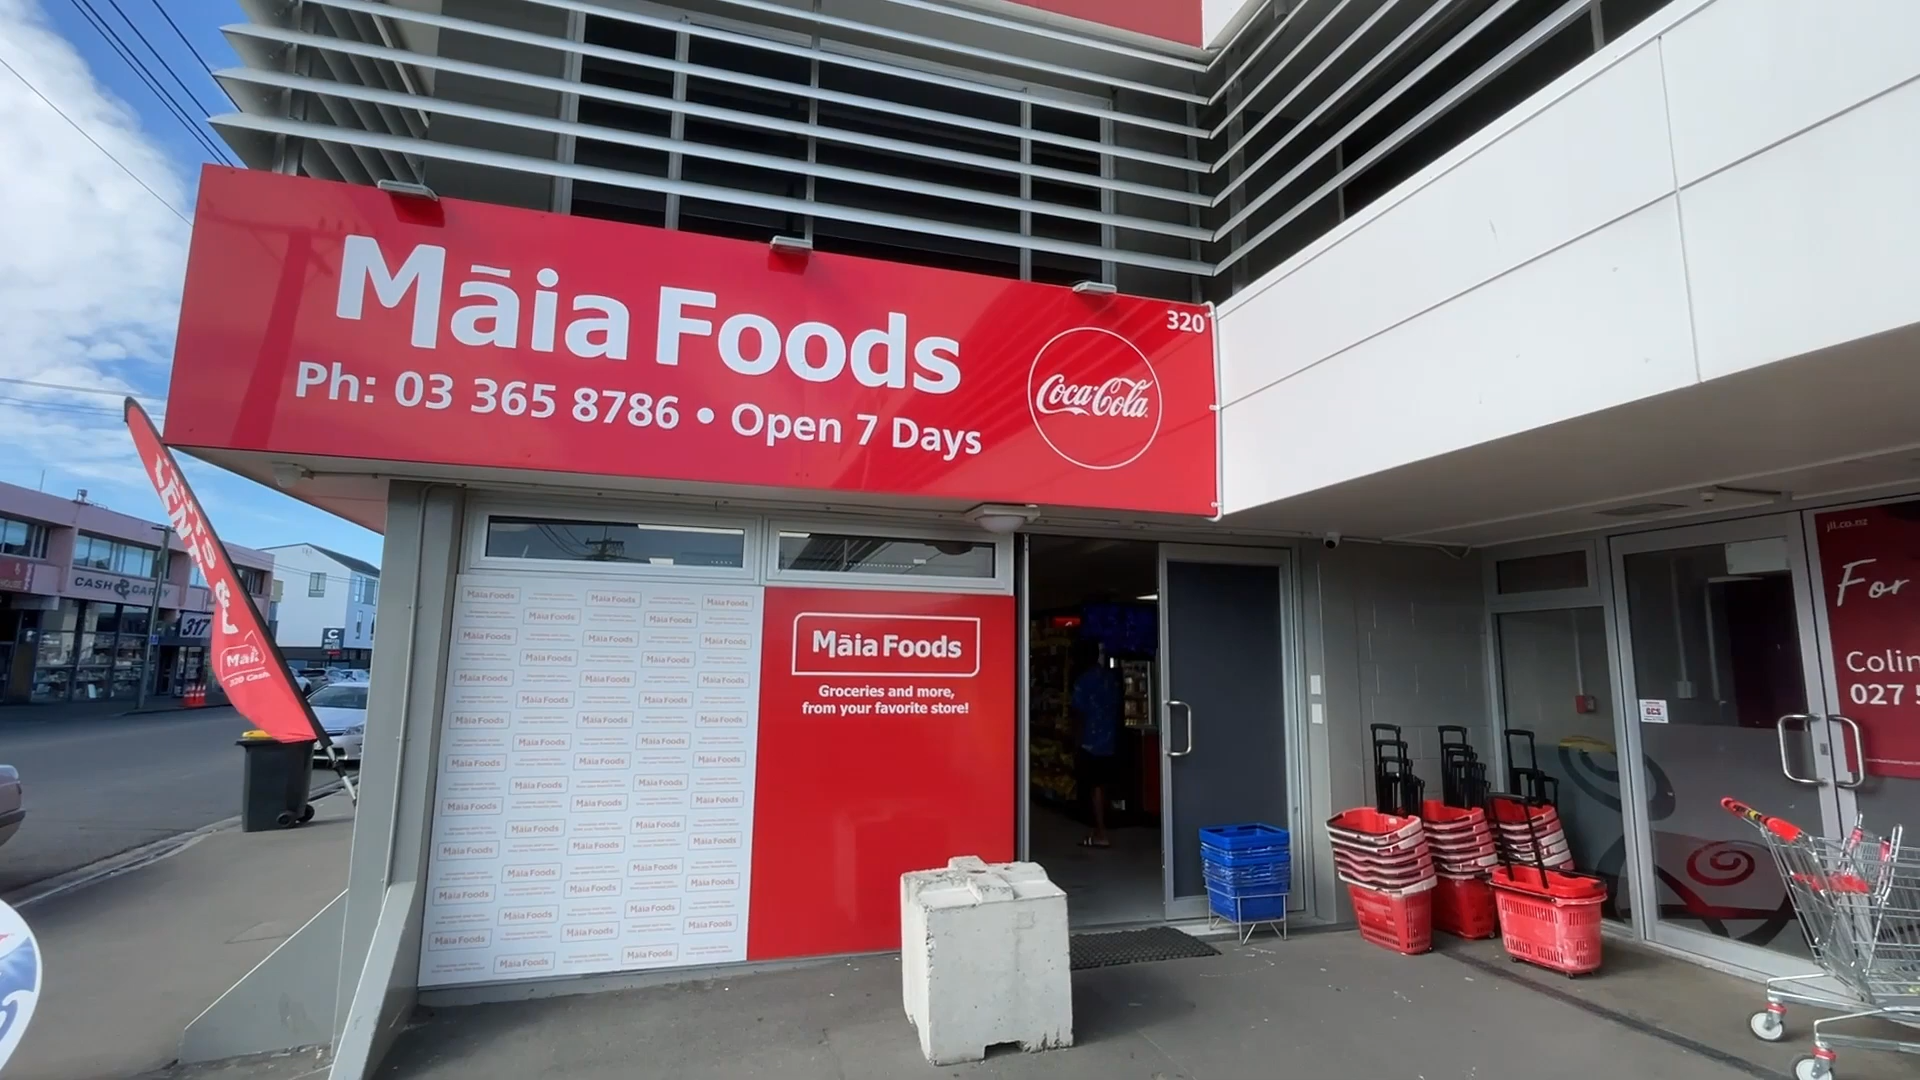 Māia Foods
Ph: 03 365 8786 • Open 7 Days
320
Coca-Cola
Māia Foods
Groceries and more,
from your favorite store!
CASH & CARRY
317
jll.co.nz
For
027 5